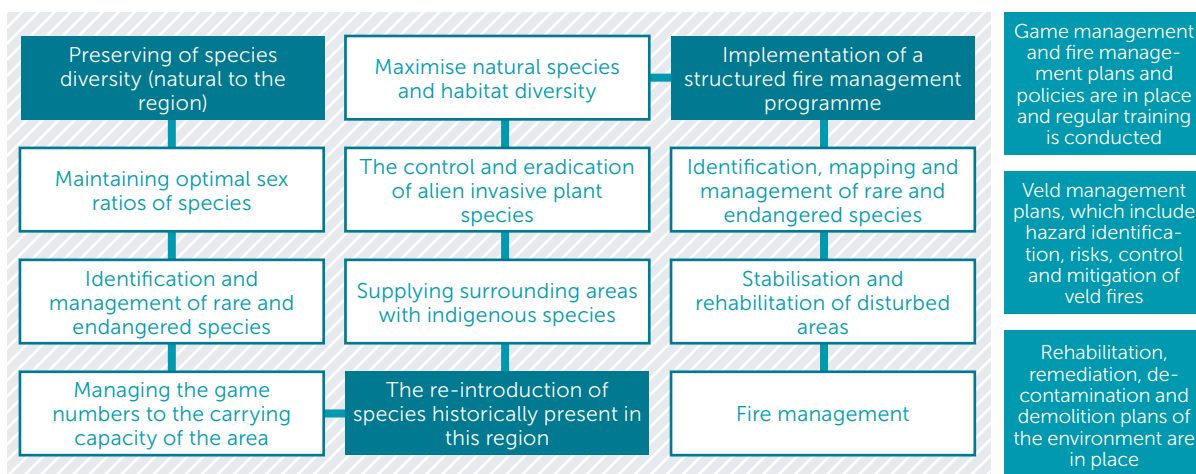 Preserving of species
diversity (natural to the
region)
Maintaining optimal sex
ratios of species
Identification and
management of rare and
endangered species
Managing the game
numbers to the carrying
capacity of the area
The re-introduction of
species historically present in
this region
Supplying surrounding areas
with indigenous species
The control and eradication
of alien invasive plant
species
Maximise natural species
and habitat diversity
Implementation of a
structured fire management
programme
Identification, mapping and
management of rare and
endangered species
Stabilisation and
rehabilitation of disturbed
areas
Fire management
Game management
and fire manage-
ment plans and
policies are in place
and regular training
is conducted
Veld management
plans, which include
hazard identifica-
tion, risks, control
and mitigation of
veld fires
Rehabilitation,
remediation, de-
contamination and
demolition plans of
the environment are
in place